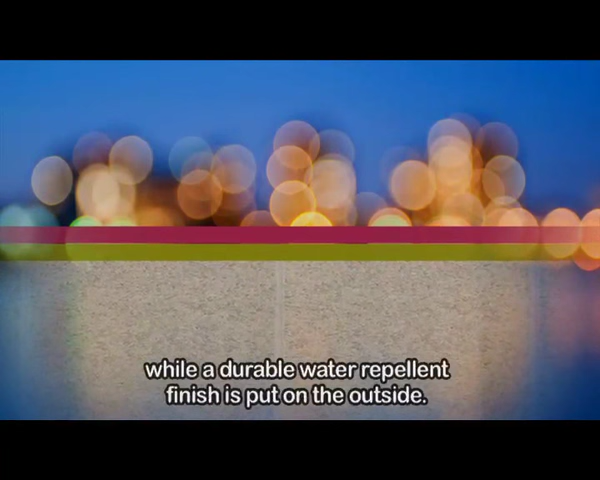 while a durable water repellent
finish is put on the outside.